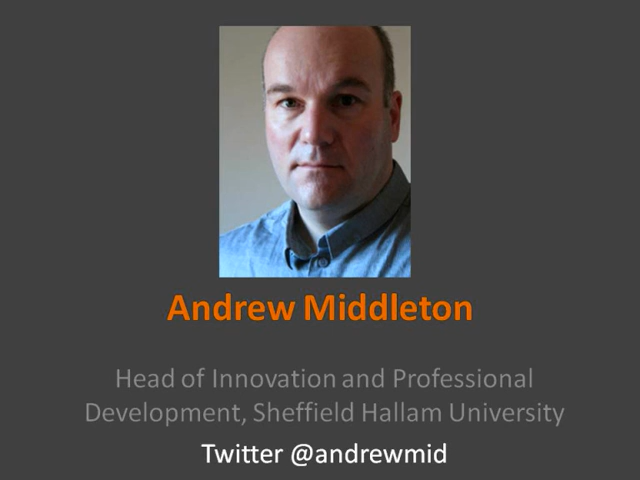 Andrew Middleton
Head of Innovation and Professional
Development, Sheffield Hallam University
Twitter @andrewmid